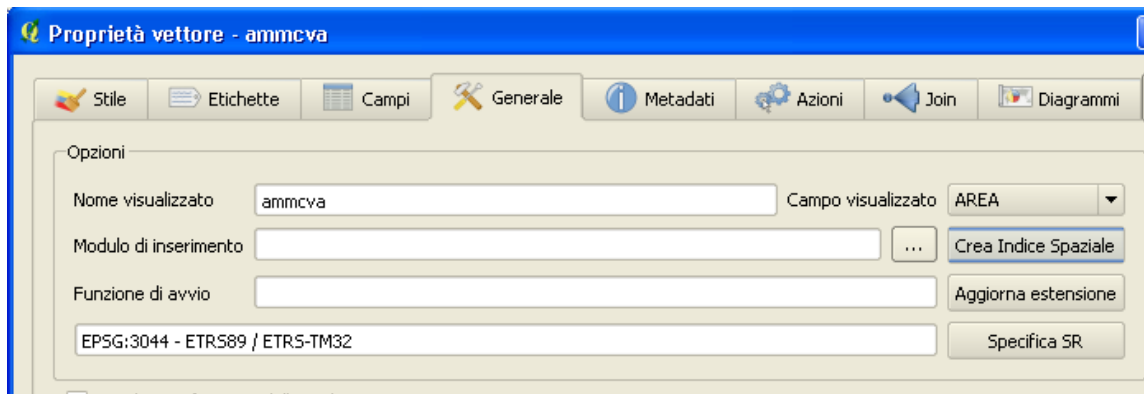 Proprietà vettore - ammcva
Stile Etichette Campi Generale Metadati Azioni Join Diagrammi
Opzioni
Nome visualizzato ammcva Campo visualizzato AREA
Modulo di inserimento ... Crea Indice Spaziale
Funzione di avvio Aggiorna estensione
EPSG:3044 - ETRS89 / ETRS-TM32 Specifica SR